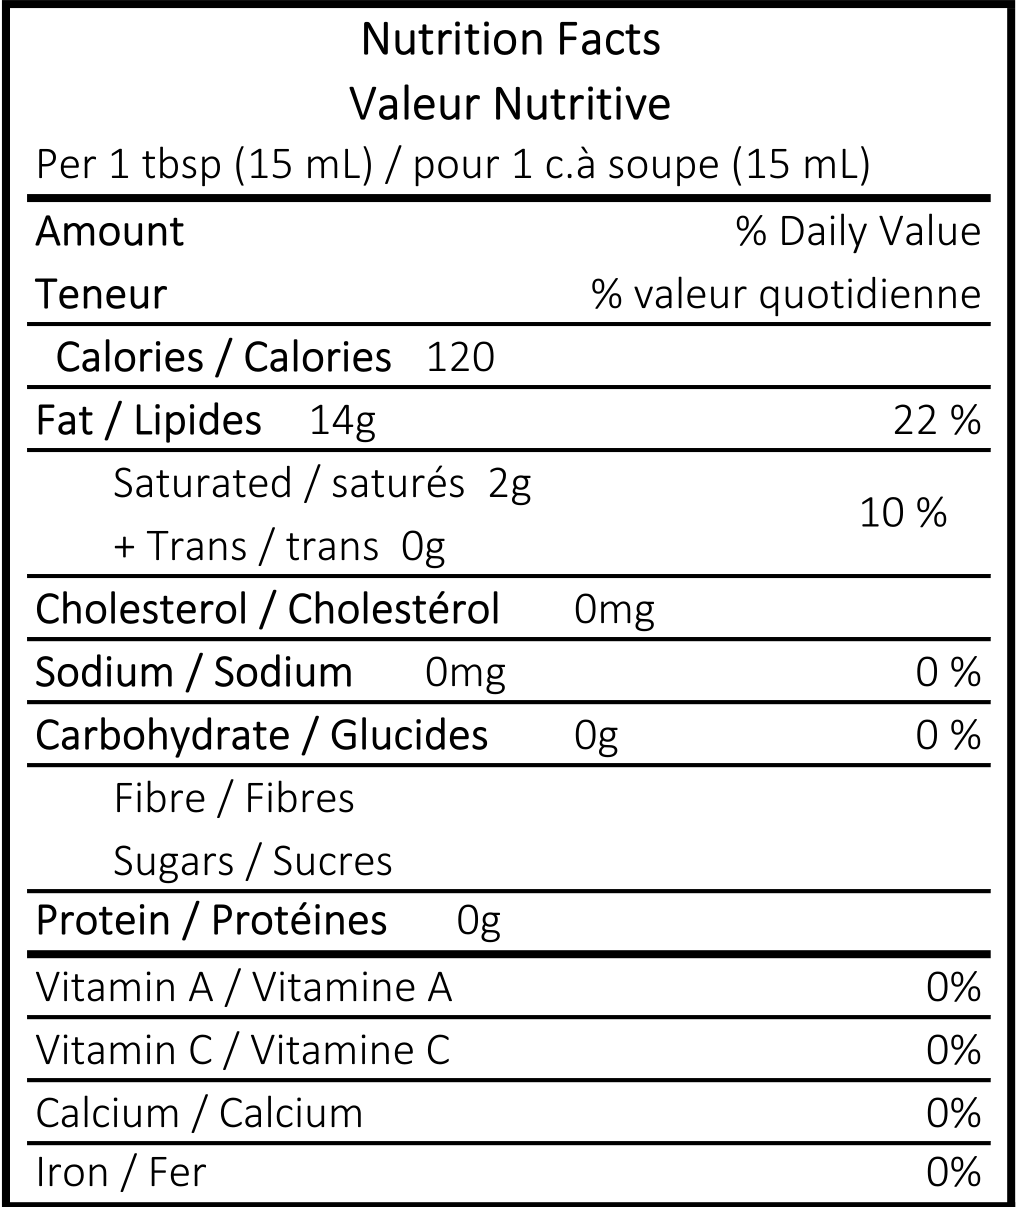 Nutrition Facts
Valeur Nutritive
Per 1 tbsp (15 mL) / pour 1 c.à soupe (15 mL)
Amount % Daily Value
Teneur % valeur quotidienne
Calories / Calories 120
Fat / Lipides 14g 22 %
Saturated / saturés 2g
10 %
+ Trans / trans 0g
Cholesterol / Cholestérol 0mg
Sodium / Sodium 0mg 0 %
Carbohydrate / Glucides 0g 0 %
Fibre / Fibres
Sugars / Sucres
Protein / Protéines 0g
Vitamin A / Vitamine A 0%
Vitamin C / Vitamine C 0%
Calcium / Calcium 0%
Iron / Fer 0%